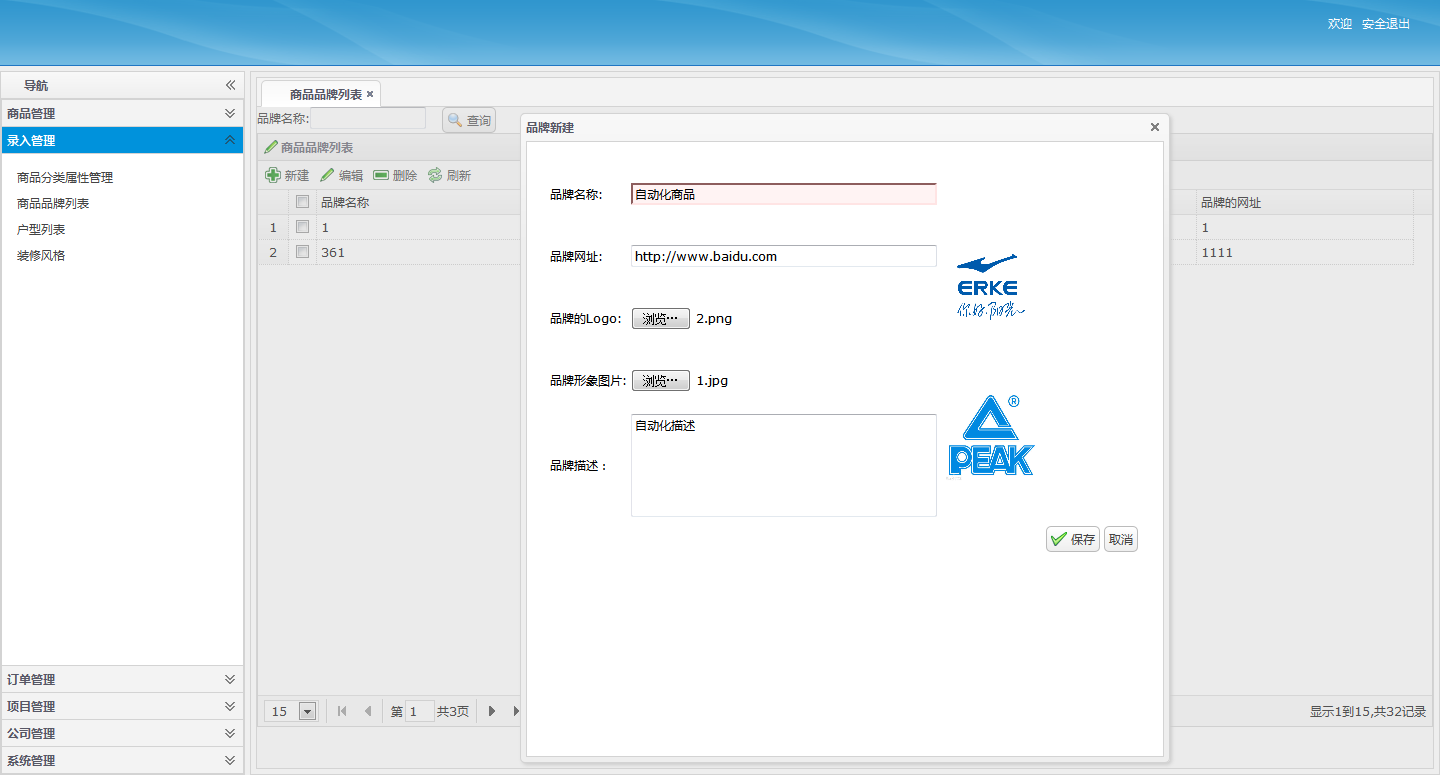 欢迎 安全退出
导航
商品管理
录入管理
商品分类属性管理
商品品牌列表
户型列表
装修风格
订单管理
项目管理
公司管理
系统管理
商品品牌列表
品牌名称: 查询
商品品牌列表
新建 编辑 删除 刷新
品牌名称 品牌的网址
1 1 1
2 361 1111
15 第 1 共3页 显示1到15,共32记录
品牌新建
品牌名称: 自动化商品
品牌网址: http://www.baidu.com
ERKE
你好,阳光
品牌的Logo: 浏览… 2.png
品牌形象图片: 浏览… 1.jpg
®
PEAK
品牌描述： 自动化描述
保存 取消